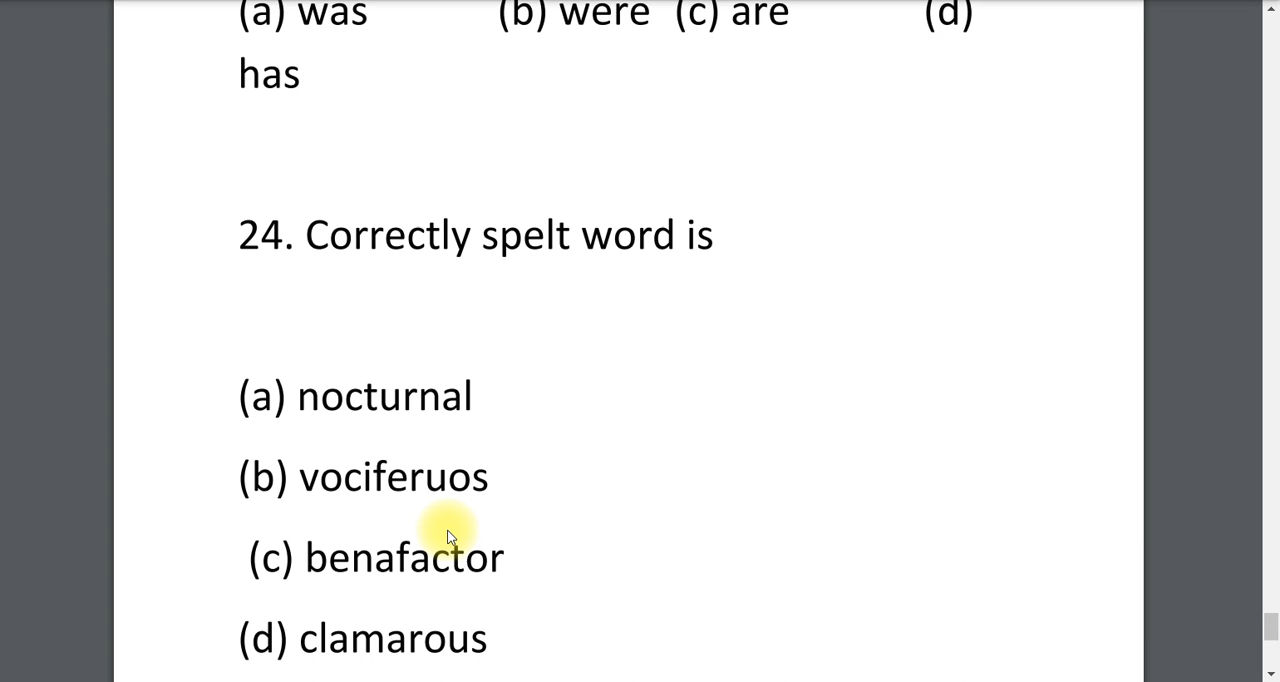 (a) was (b) were (c) are (d)
has
24. Correctly spelt word is
(a) nocturnal
(b) vociferuos
(c) benafactor
(d) clamarous